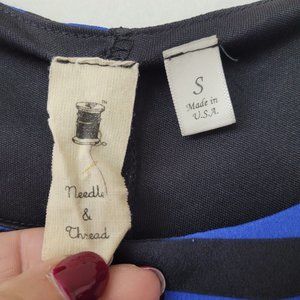 Needle
&
Thread
S
Made in
U.S.A.